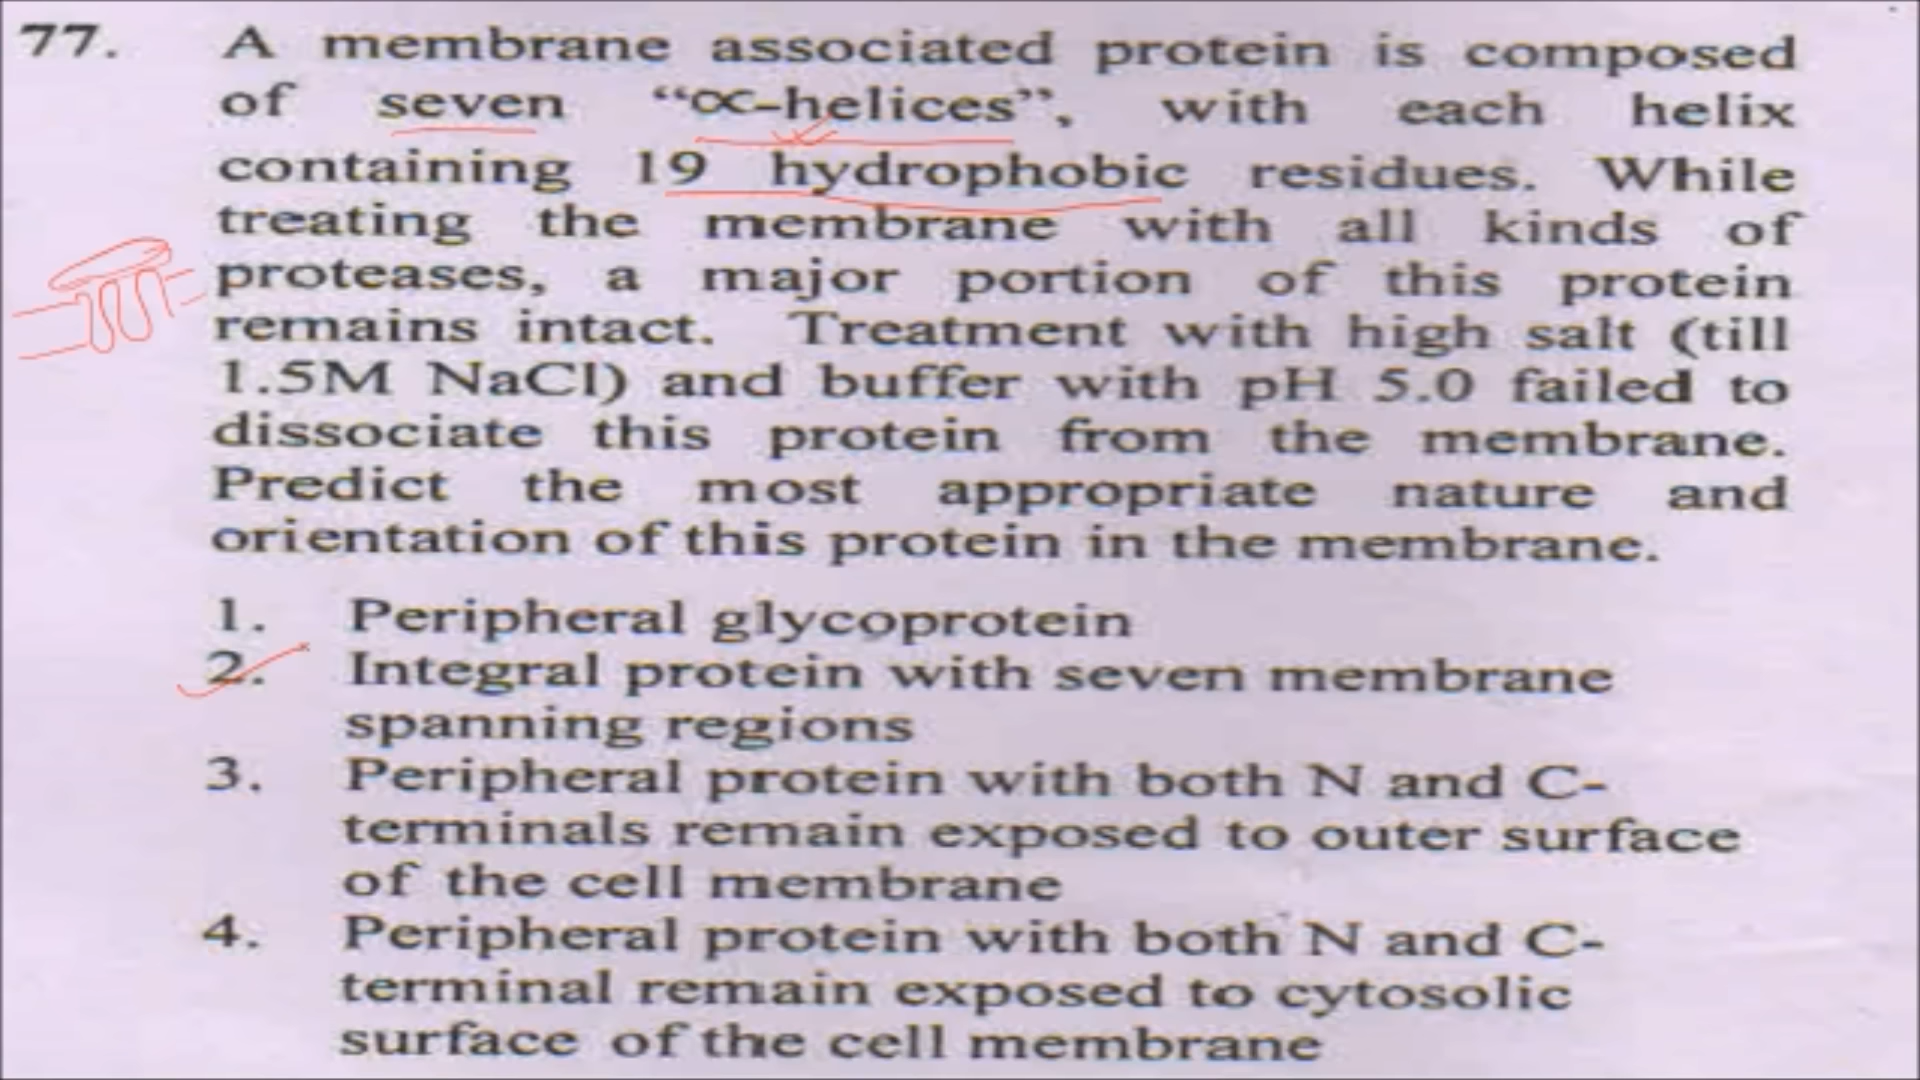 77. A membrane associated protein is composed
of seven “∝-helices”, with each helix
containing 19 hydrophobic residues. While
treating the membrane with all kinds of
proteases, a major portion of this protein
remains intact. Treatment with high salt (till
1.5M NaCl) and buffer with pH 5.0 failed to
dissociate this protein from the membrane.
Predict the most appropriate nature and
orientation of this protein in the membrane.
1. Peripheral glycoprotein
2. Integral protein with seven membrane
spanning regions
3. Peripheral protein with both N and C-
terminals remain exposed to outer surface
of the cell membrane
4. Peripheral protein with both N and C-
terminal remain exposed to cytosolic
surface of the cell membrane